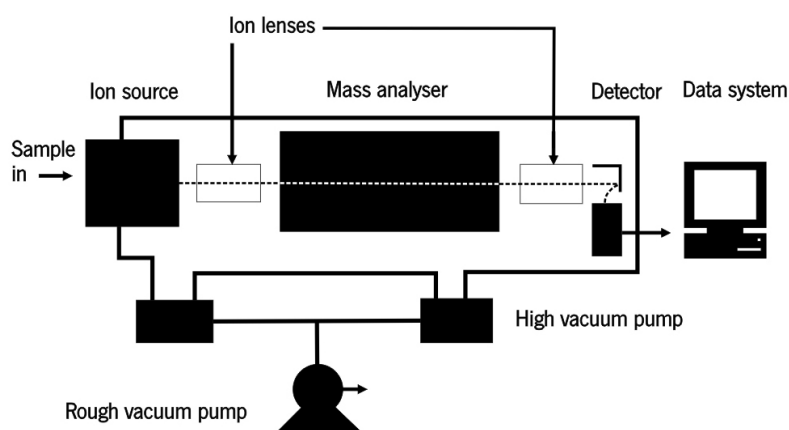 Ion lenses
Ion source
Mass analyser
Detector
Data system
Sample
in
High vacuum pump
Rough vacuum pump